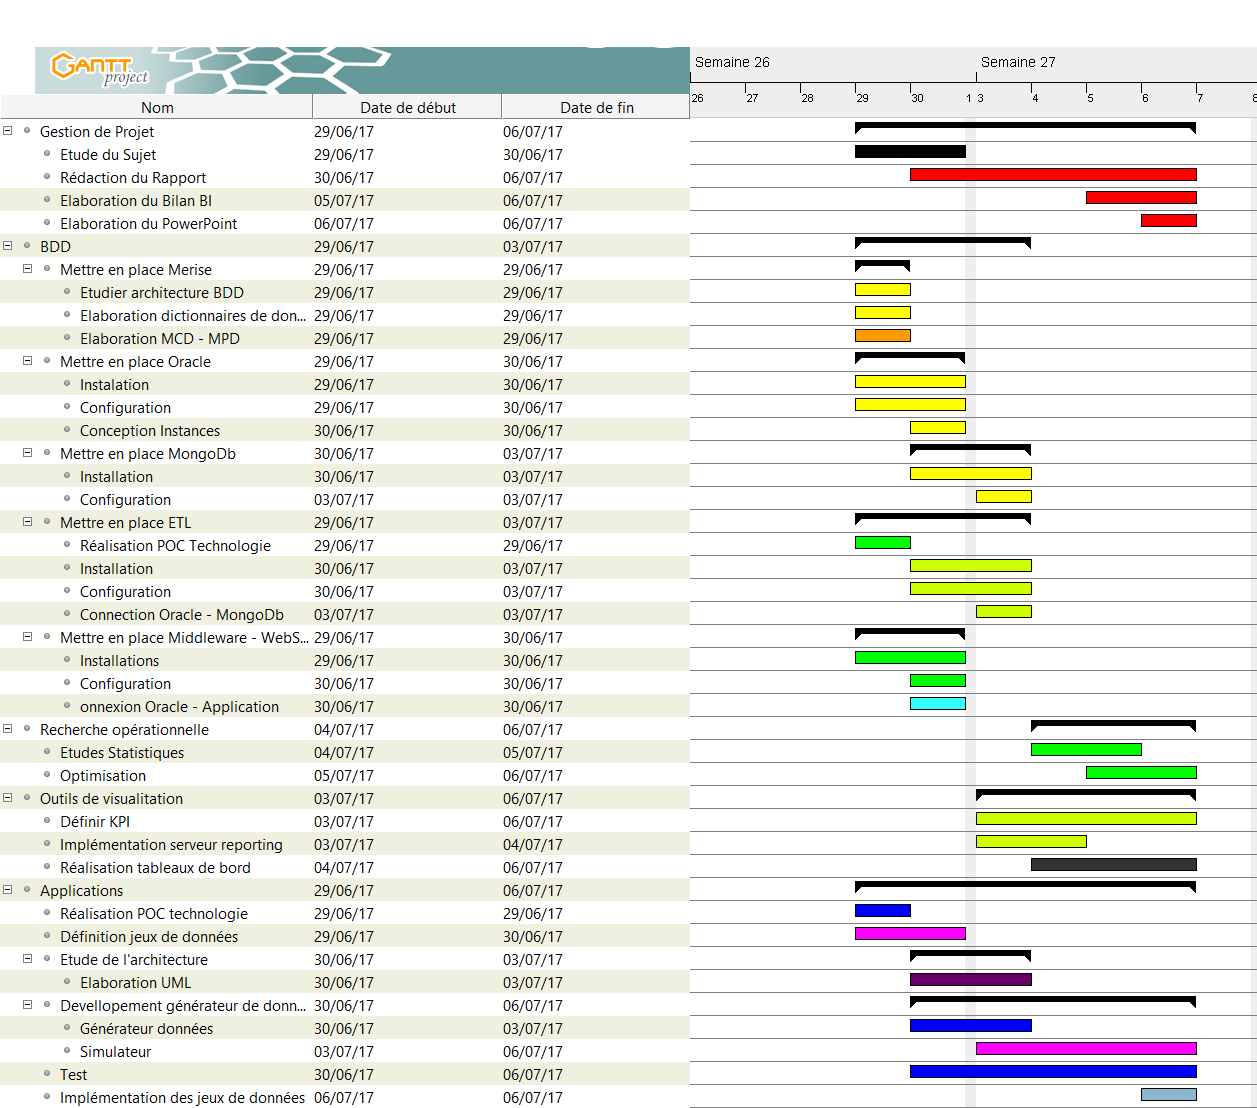 GANTT
project
Semaine 26 Semaine 27
26 27 28 29 30 1 3 4 5 6 7 8
Nom Date de début Date de fin
Gestion de Projet 29/06/17 06/07/17
Etude du Sujet 29/06/17 30/06/17
Rédaction du Rapport 30/06/17 06/07/17
Elaboration du Bilan BI 05/07/17 06/07/17
Elaboration du PowerPoint 06/07/17 06/07/17
BDD 29/06/17 03/07/17
Mettre en place Merise 29/06/17 29/06/17
Etudier architecture BDD 29/06/17 29/06/17
Elaboration dictionnaires de don... 29/06/17 29/06/17
Elaboration MCD - MPD 29/06/17 29/06/17
Mettre en place Oracle 29/06/17 30/06/17
Instalation 29/06/17 30/06/17
Configuration 29/06/17 30/06/17
Conception Instances 30/06/17 30/06/17
Mettre en place MongoDb 30/06/17 03/07/17
Installation 30/06/17 03/07/17
Configuration 03/07/17 03/07/17
Mettre en place ETL 29/06/17 03/07/17
Réalisation POC Technologie 29/06/17 29/06/17
Installation 30/06/17 03/07/17
Configuration 30/06/17 03/07/17
Connection Oracle - MongoDb 03/07/17 03/07/17
Mettre en place Middleware - WebS... 29/06/17 30/06/17
Installations 29/06/17 30/06/17
Configuration 30/06/17 30/06/17
onnexion Oracle - Application 30/06/17 30/06/17
Recherche opérationnelle 04/07/17 06/07/17
Etudes Statistiques 04/07/17 05/07/17
Optimisation 05/07/17 06/07/17
Outils de visualitation 03/07/17 06/07/17
Définir KPI 03/07/17 06/07/17
Implémentation serveur reporting 03/07/17 04/07/17
Réalisation tableaux de bord 04/07/17 06/07/17
Applications 29/06/17 06/07/17
Réalisation POC technologie 29/06/17 29/06/17
Définition jeux de données 29/06/17 30/06/17
Etude de l'architecture 30/06/17 03/07/17
Elaboration UML 30/06/17 03/07/17
Devellopement générateur de donn... 30/06/17 06/07/17
Générateur données 30/06/17 03/07/17
Simulateur 03/07/17 06/07/17
Test 30/06/17 06/07/17
Implémentation des jeux de données 06/07/17 06/07/17